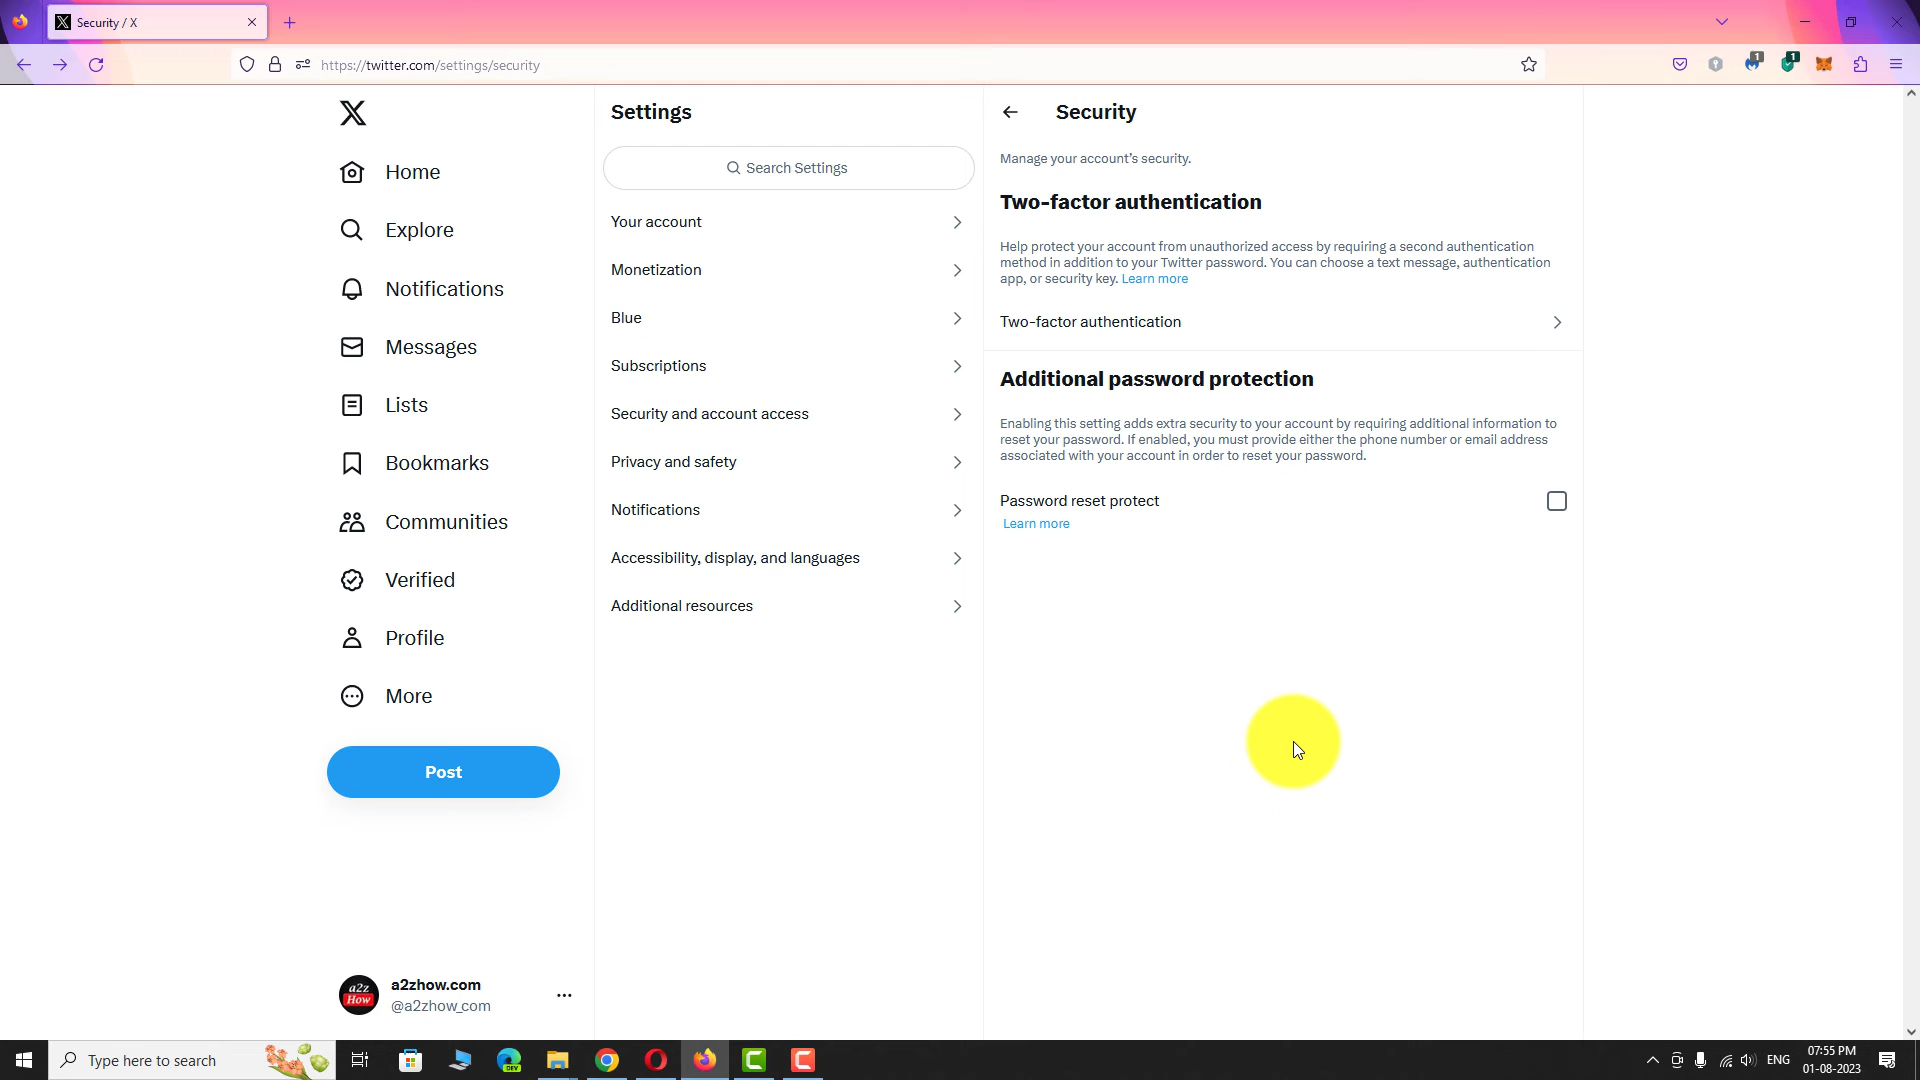 Security / X
https://twitter.com/settings/security
1
1
Home
Explore
Notifications
Messages
Lists
Bookmarks
Communities
Verified
Profile
More
Post
a2z
How
a2zhow.com
@a2zhow_com
Settings
Search Settings
Your account
Monetization
Blue
Subscriptions
Security and account access
Privacy and safety
Notifications
Accessibility, display, and languages
Additional resources
Security
Manage your account’s security.
Two-factor authentication
Help protect your account from unauthorized access by requiring a second authentication
method in addition to your Twitter password. You can choose a text message, authentication
app, or security key. Learn more
Two-factor authentication
Additional password protection
Enabling this setting adds extra security to your account by requiring additional information to
reset your password. If enabled, you must provide either the phone number or email address
associated with your account in order to reset your password.
Password reset protect
Learn more
Type here to search
DEV
ENG
07:55 PM
01-08-2023